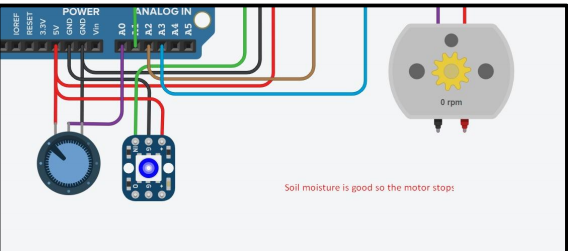 POWER
ANALOG IN
IOREF
RESET
3.3V
5V
GND
GND
Vin
A0
A1
A2
A3
A4
A5
0 rpm
IN
G
+
O
G
+
Soil moisture is good so the motor stops